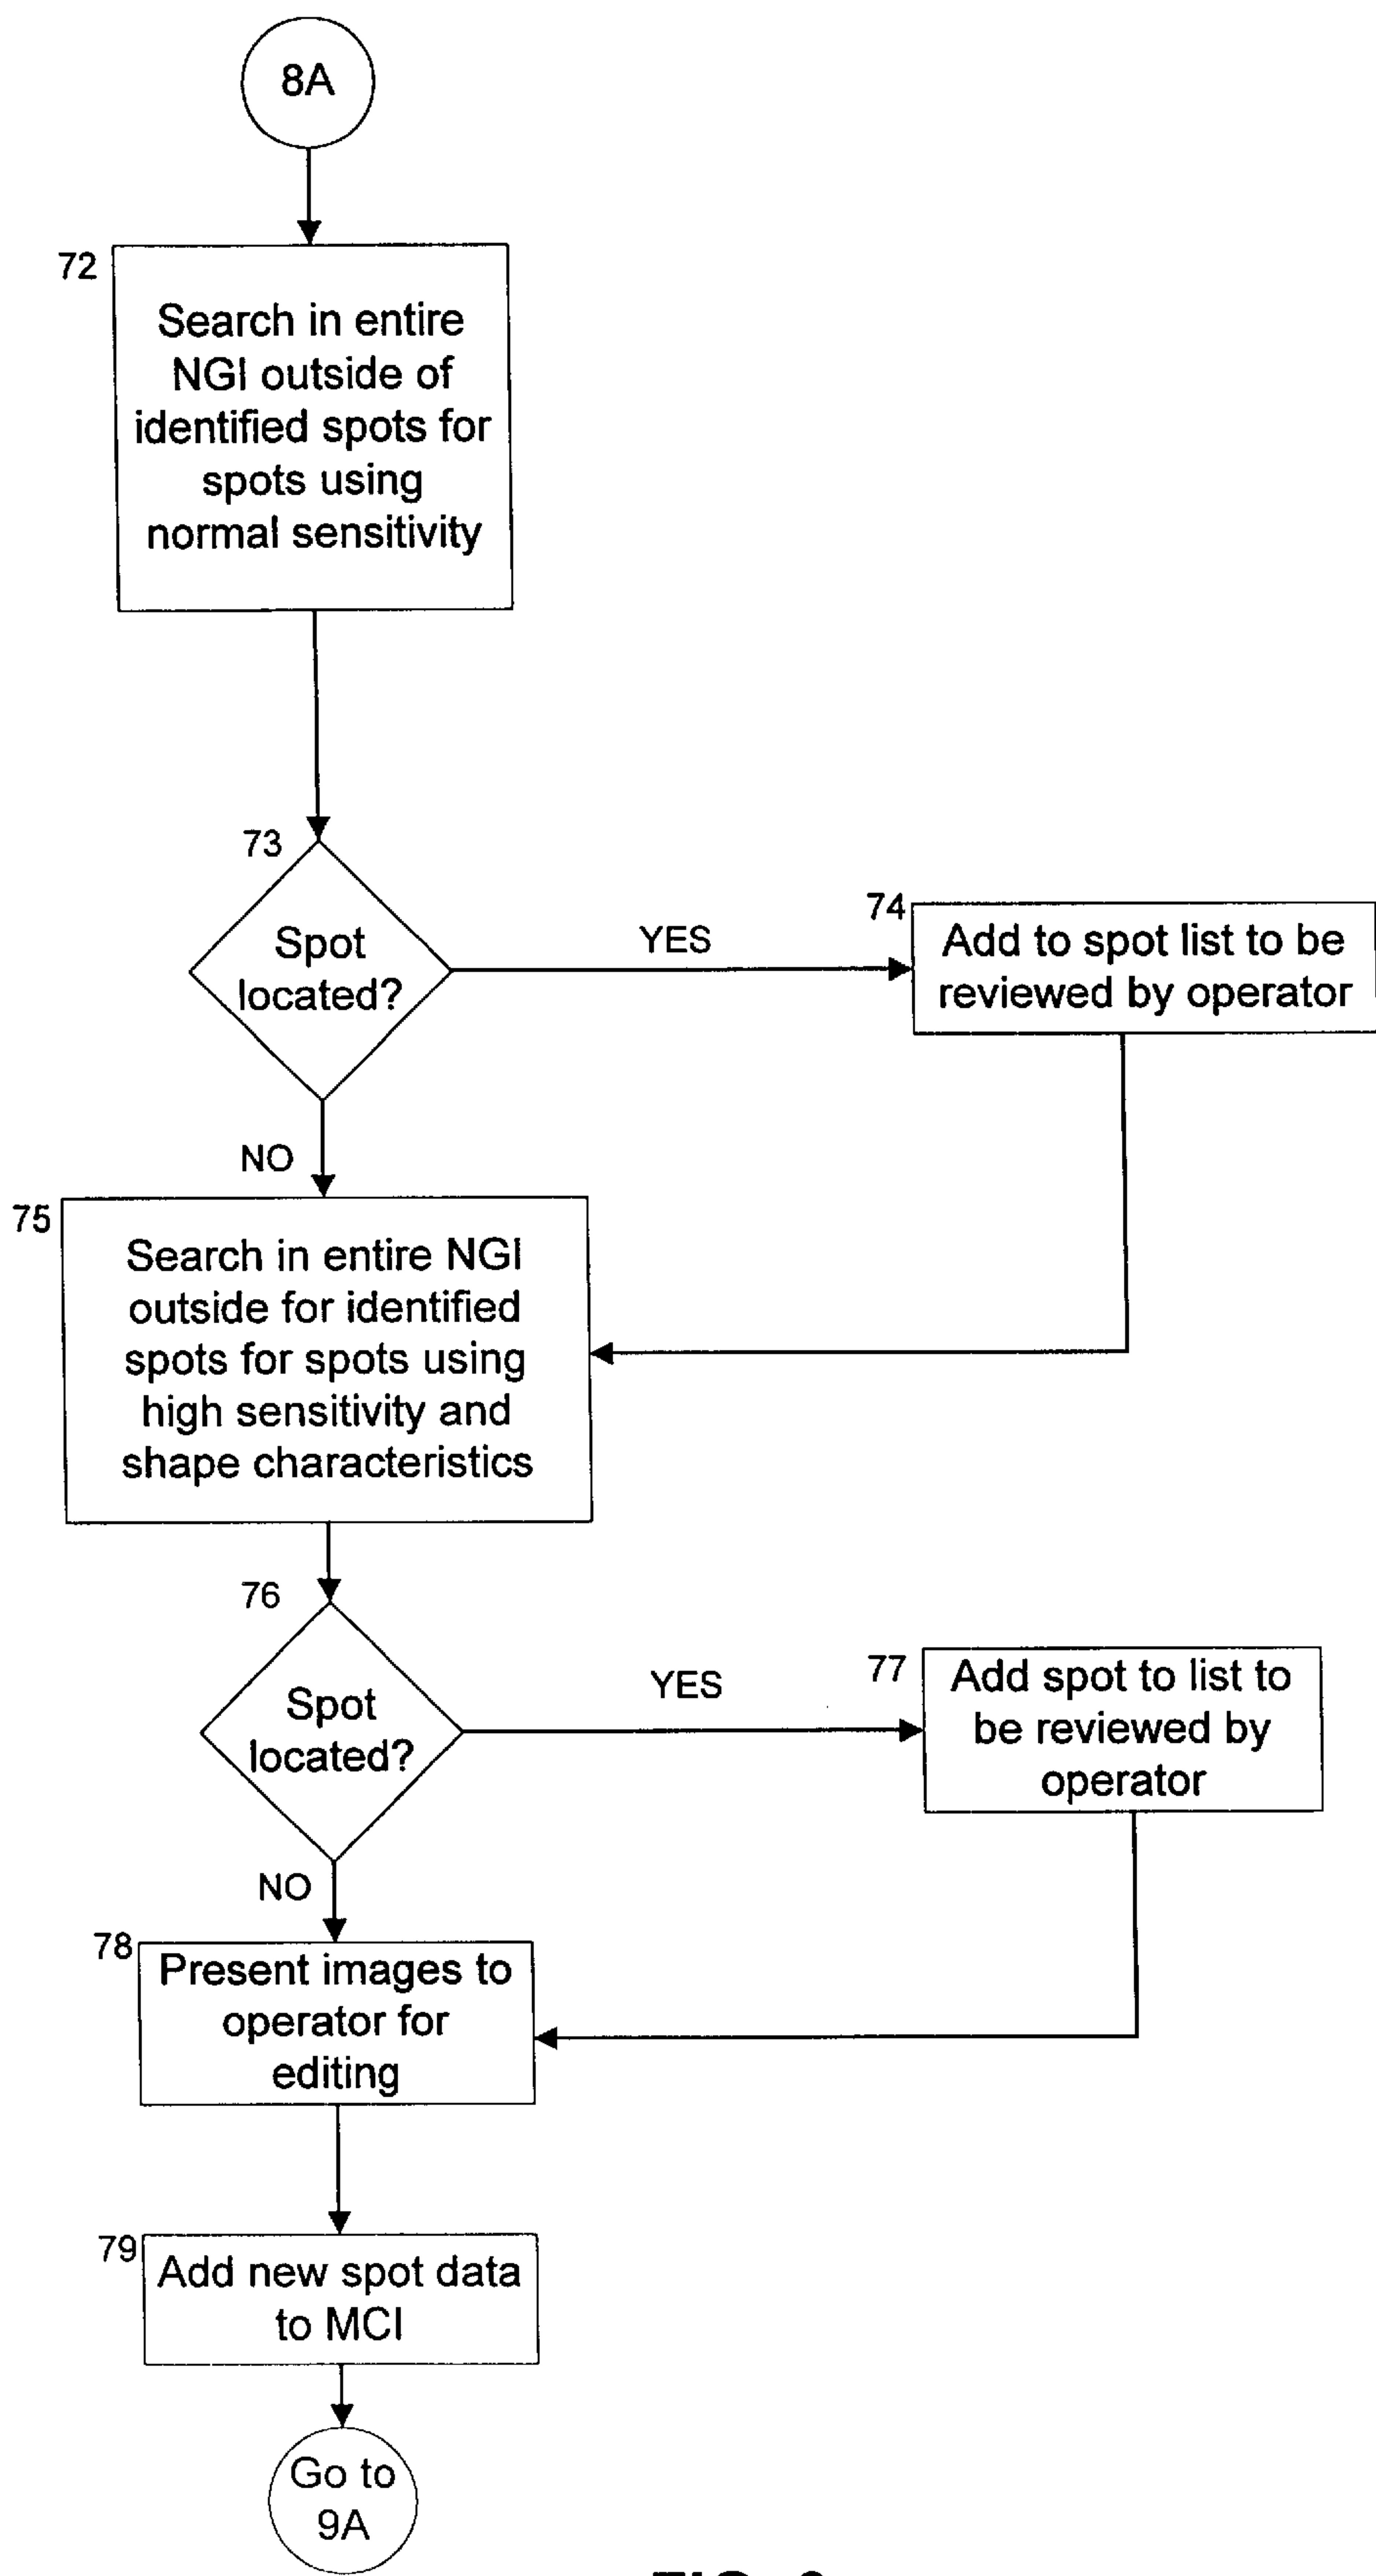 8A
72
Search in entire
NGI outside of
identified spots for
spots using
normal sensitivity
73
Spot
located?
YES
74
Add to spot list to be
reviewed by operator
NO
75
Search in entire NGI
outside for identified
spots for spots using
high sensitivity and
shape characteristics
76
Spot
located?
YES
77
Add spot to list to
be reviewed by
operator
NO
78
Present images to
operator for
editing
79
Add new spot data
to MCI
Go to
9A